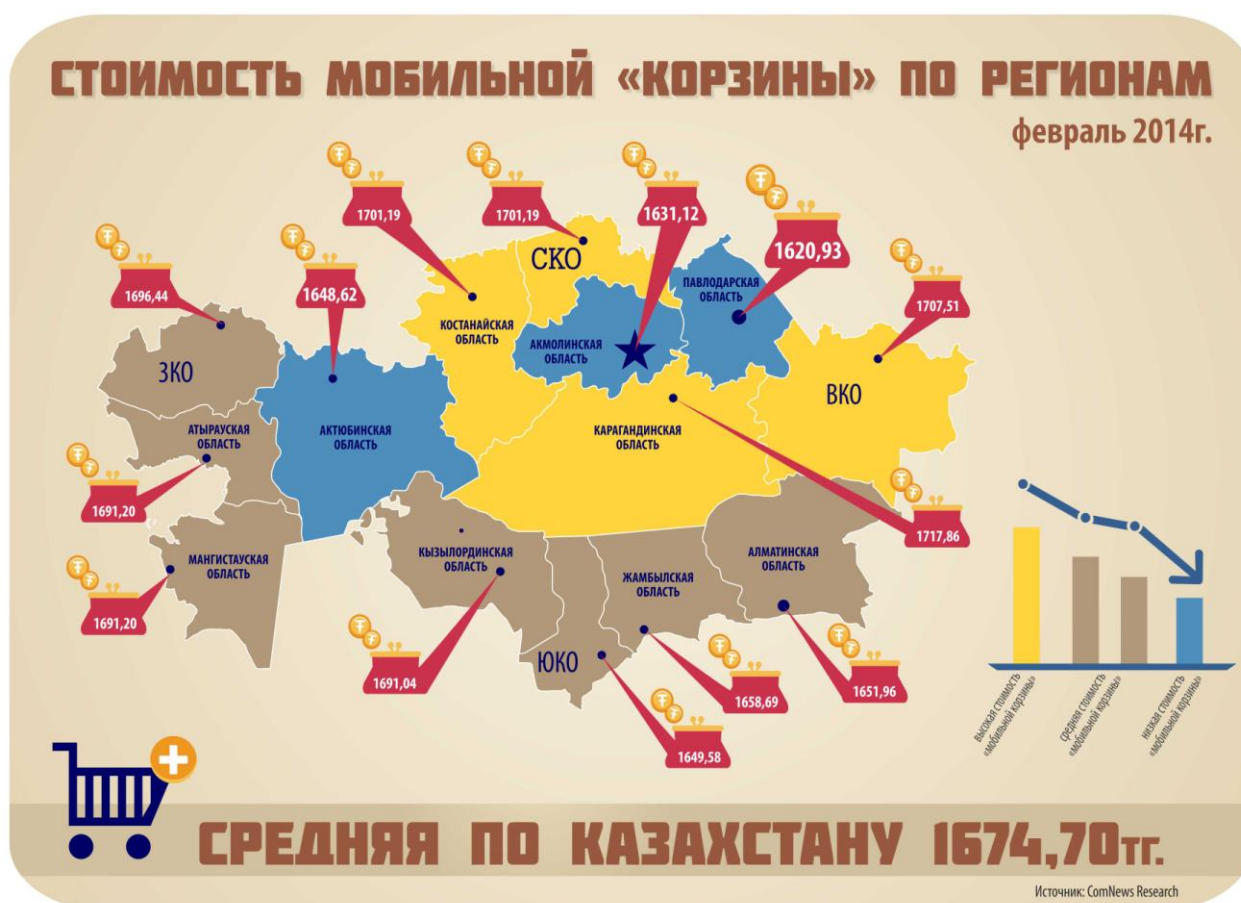 СТОИМОСТЬ МОБИЛЬНОЙ «КОРЗИНЫ» ПО РЕГИОНАМ
февраль 2014г.
1701,19
1701,19
1631,12
1620,93
1696,44
1648,62
1707,51
СКО
ПАВЛОДАРСКАЯ
ОБЛАСТЬ
КОСТАНАЙСКАЯ
ОБЛАСТЬ
АКМОЛИНСКАЯ
ОБЛАСТЬ
ЗКО
ВКО
АТЫРАУСКАЯ
ОБЛАСТЬ
АКТЮБИНСКАЯ
ОБЛАСТЬ
КАРАГАНДИНСКАЯ
ОБЛАСТЬ
1691,20
1717,86
МАНГИСТАУСКАЯ
ОБЛАСТЬ
КЫЗЫЛОРДИНСКАЯ
ОБЛАСТЬ
ЖАМБЫЛСКАЯ
ОБЛАСТЬ
АЛМАТИНСКАЯ
ОБЛАСТЬ
1691,20
ЮКО
1691,04
1658,69
1651,96
1649,58
высокая стоимость
«мобильной корзины»
средняя стоимость
«мобильной корзины»
низкая стоимость
«мобильной корзины»
СРЕДНЯЯ ПО КАЗАХСТАНУ 1674,70тг.
Источник: ComNews Research